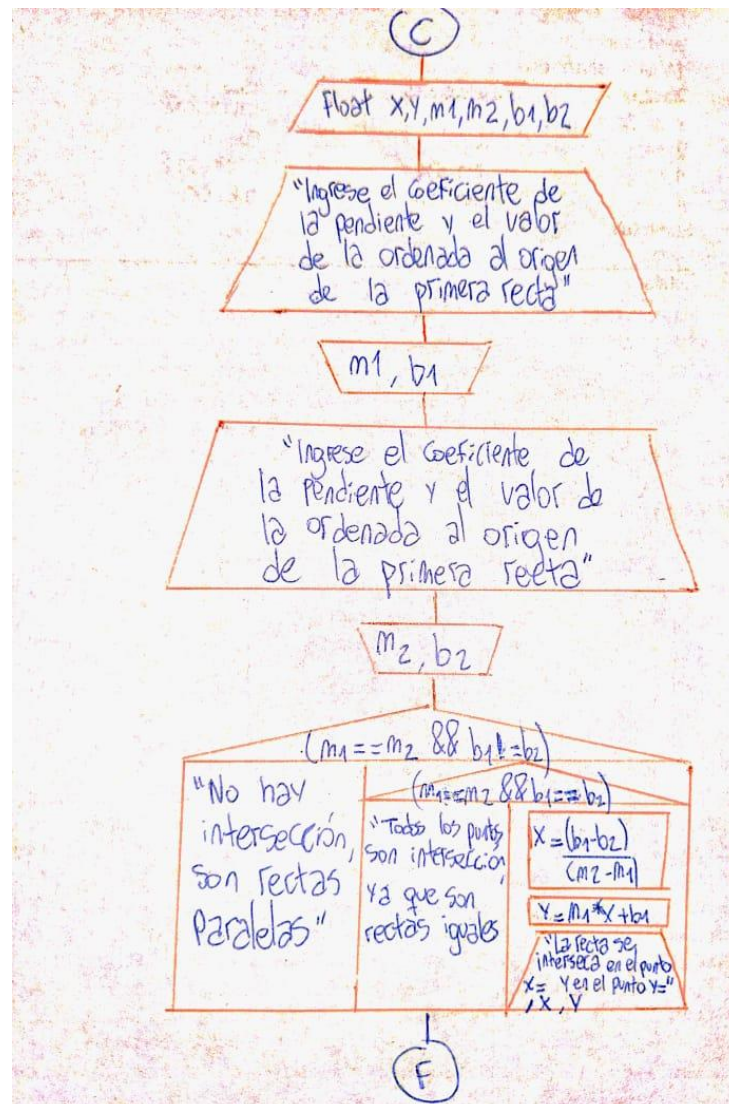 C
Float X,Y,m1,m2,b1,b2
"Ingrese el coeficiente de
la pendiente y el valor
de la ordenada al origen
de la primera recta"
m1, b1
"Ingrese el coeficiente de
la pendiente y el valor de
la ordenada al origen
de la primera recta"
m2, b2
(m1==m2 && b1!=b2)
"No hay
intersección,
son rectas
paralelas"
(m1==m2 && b1==b2)
"Todos los puntos
son intersección,
ya que son
rectas iguales
X=(b1-b2)
(m2-m1)
Y=m1*X+b1
"La recta se
interseca en el punto
X= Y en el punto Y="
,X,Y
F